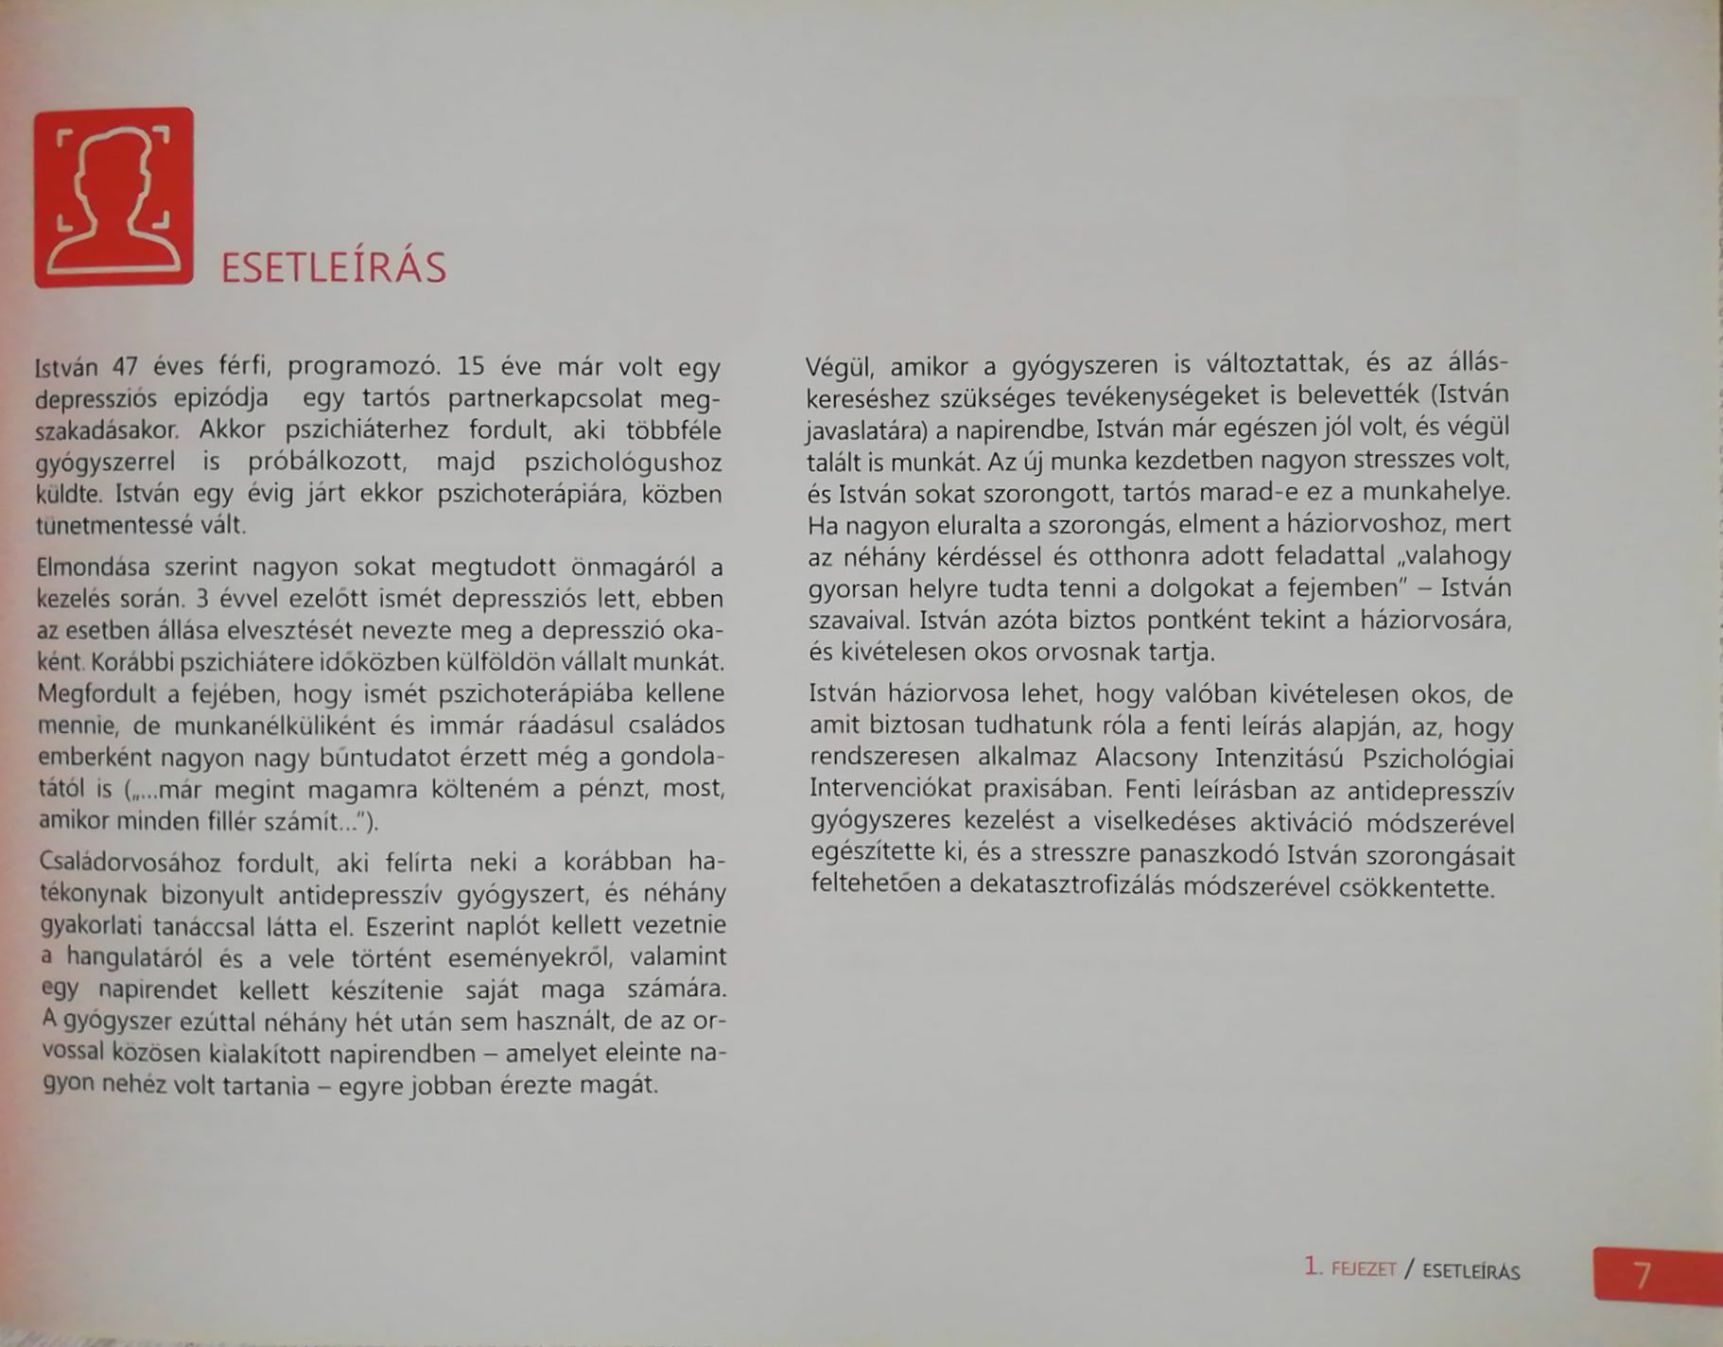 ESETLEÍRÁS
István 47 éves férfi, programozó. 15 éve már volt egy
depressziós epizódja egy tartós partnerkapcsolat meg-
szakadásakor. Akkor pszichiáterhez fordult, aki többféle
gyógyszerrel is próbálkozott, majd pszichológushoz
küldte. István egy évig járt ekkor pszichoterápiára, közben
tünetmentessé vált.
Elmondása szerint nagyon sokat megtudott önmagáról a
kezelés során. 3 évvel ezelőtt ismét depressziós lett, ebben
az esetben állása elvesztését nevezte meg a depresszió oka-
ként. Korábbi pszichiátere időközben külföldön vállalt munkát.
Megfordult a fejében, hogy ismét pszichoterápiába kellene
mennie, de munkanélküliként és immár ráadásul családos
emberként nagyon nagy bűntudatot érzett még a gondola-
tától is („...már megint magamra költeném a pénzt, most,
amikor minden fillér számít...").
Családorvosához fordult, aki felírta neki a korábban ha-
tékonynak bizonyult antidepresszív gyógyszert, és néhány
gyakorlati tanáccsal látta el. Eszerint naplót kellett vezetnie
a hangulatáról és a vele történt eseményekről, valamint
egy napirendet kellett készítenie saját maga számára.
A gyógyszer ezúttal néhány hét után sem használt, de az or-
vossal közösen kialakított napirendben – amelyet eleinte na-
gyon nehéz volt tartania – egyre jobban érezte magát.
Végül, amikor a gyógyszeren is változtattak, és az állás-
kereséshez szükséges tevékenységeket is belevették (István
javaslatára) a napirendbe, István már egészen jól volt, és végül
talált is munkát. Az új munka kezdetben nagyon stresszes volt,
és István sokat szorongott, tartós marad-e ez a munkahelye.
Ha nagyon eluralta a szorongás, elment a háziorvoshoz, mert
az néhány kérdéssel és otthonra adott feladattal „valahogy
gyorsan helyre tudta tenni a dolgokat a fejemben" – István
szavaival. István azóta biztos pontként tekint a háziorvosára,
és kivételesen okos orvosnak tartja.
István háziorvosa lehet, hogy valóban kivételesen okos, de
amit biztosan tudhatunk róla a fenti leírás alapján, az, hogy
rendszeresen alkalmaz Alacsony Intenzitású Pszichológiai
Intervenciókat praxisában. Fenti leírásban az antidepresszív
gyógyszeres kezelést a viselkedéses aktiváció módszerével
egészítette ki, és a stresszre panaszkodó István szorongásait
feltehetően a dekatasztrofizálás módszerével csökkentette.
1. FEJEZET / ESETLEÍRÁS
7